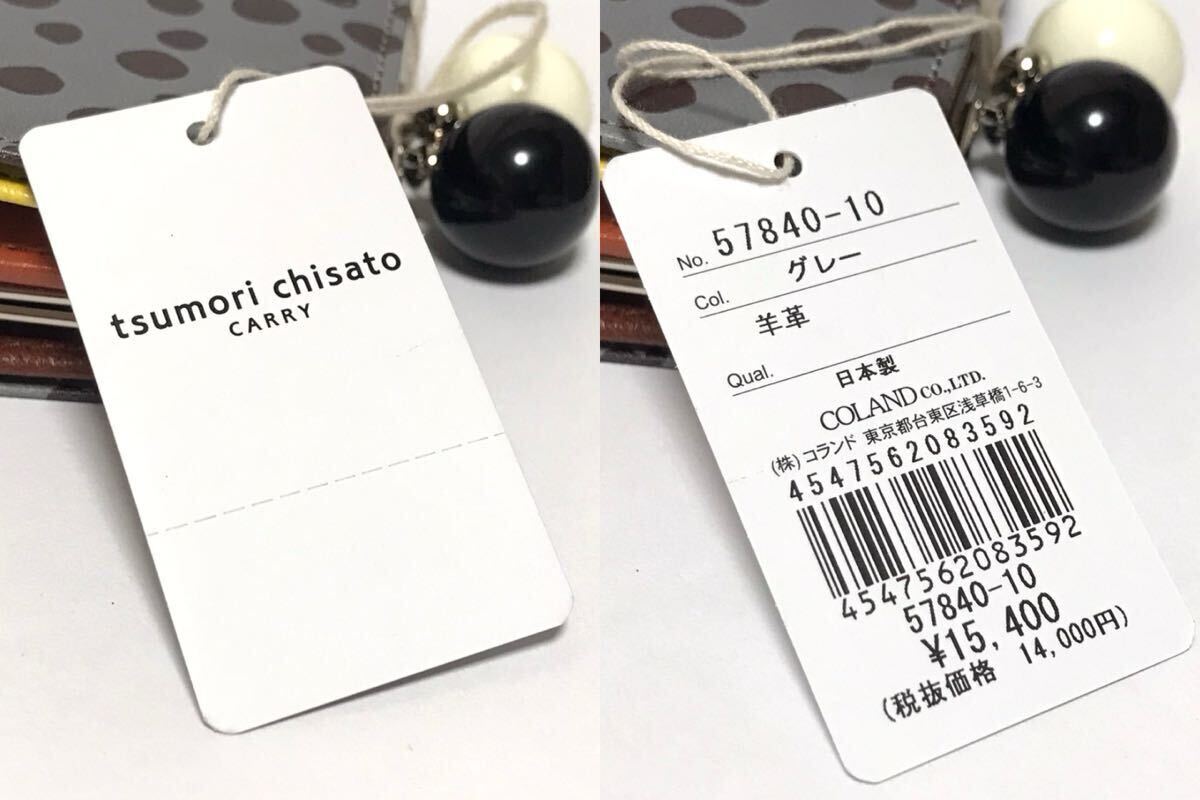 tsumori chisato
CARRY
No. 57840-10
Col. グレー
羊革
Qual.
日本製
COLAND CO.,LTD.
(株)コランド 東京都台東区浅草橋1-6-3
4547562083592
4547562083592
57840-10
¥15,400
(税抜価格 14,000円)